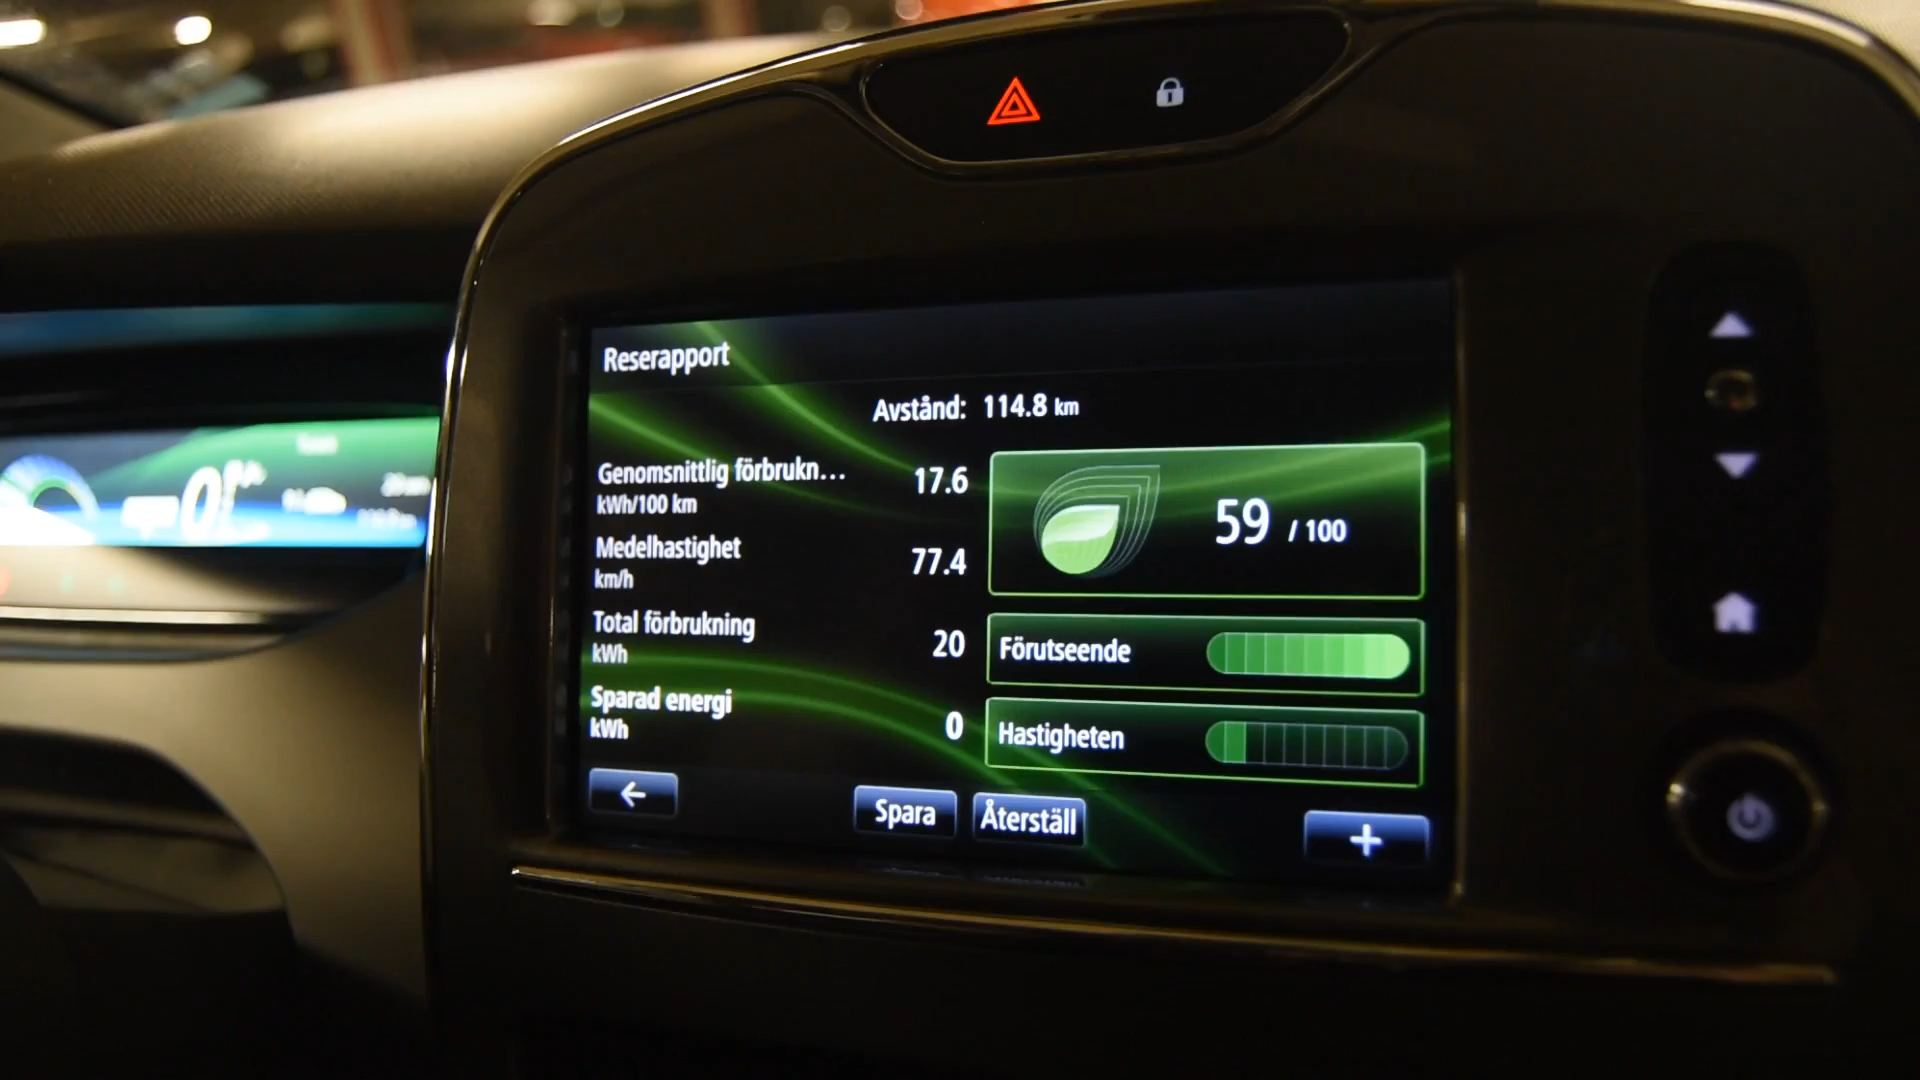 Reserapport
Avstånd: 114.8 km
Genomsnittlig förbrukn... 17.6
kWh/100 km
Medelhastighet 77.4
km/h
Total förbrukning 20
kWh
Sparad energi 0
kWh
59 / 100
Förutseende
Hastigheten
Spara
Återställ